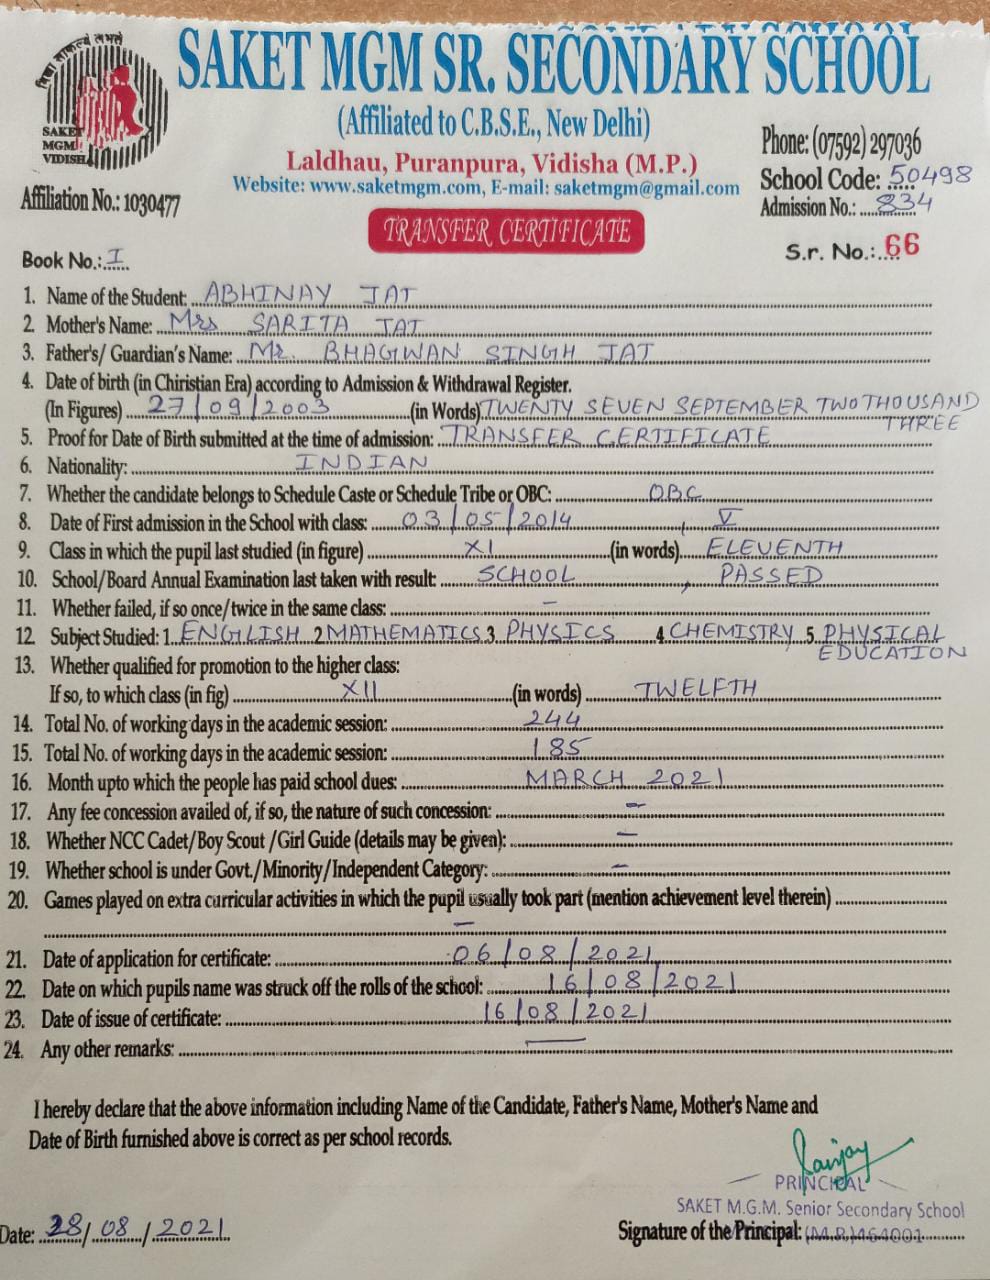 विद्या साकल्यं लभते
SAKET
MGM
VIDISHA
SAKET MGM SR. SECONDARY SCHOOL
(Affiliated to C.B.S.E., New Delhi)
Laldhau, Puranpura, Vidisha (M.P.)
Website: www.saketmgm.com, E-mail: saketmgm@gmail.com
Phone: (07592) 297036
School Code: 50498
Affiliation No.: 1030477
Admission No.: 834
TRANSFER CERTIFICATE
S.r. No.: 66
Book No.: I
1. Name of the Student: ABHINAY JAT
2. Mother's Name: Mrs SARITA JAT
3. Father's/ Guardian's Name: Mr. BHAGWAN SINGH JAT
4. Date of birth (in Chiristian Era) according to Admission & Withdrawal Register.
(In Figures) 27/09/2003 (in Words) TWENTY SEVEN SEPTEMBER TWO THOUSAND
THREE
5. Proof for Date of Birth submitted at the time of admission: TRANSFER CERTIFICATE
6. Nationality: INDIAN
7. Whether the candidate belongs to Schedule Caste or Schedule Tribe or OBC: OBC
8. Date of First admission in the School with class: 03/05/2014, V
9. Class in which the pupil last studied (in figure) XI (in words) ELEVENTH
10. School/Board Annual Examination last taken with result: SCHOOL, PASSED
11. Whether failed, if so once/twice in the same class: –
12 Subject Studied: 1. ENGLISH 2 MATHEMATICS 3. PHYSICS 4 CHEMISTRY 5. PHYSICAL
EDUCATION
13. Whether qualified for promotion to the higher class:
If so, to which class (in fig) XII (in words) TWELFTH
14. Total No. of working days in the academic session: 244
15. Total No. of working days in the academic session: 185
16. Month upto which the people has paid school dues: MARCH 2021
17. Any fee concession availed of, if so, the nature of such concession: –
18. Whether NCC Cadet/Boy Scout /Girl Guide (details may be given): –
19. Whether school is under Govt./Minority/Independent Category: –
20. Games played on extra curricular activities in which the pupil usually took part (mention achievement level therein)
–
21. Date of application for certificate: 06/08/2021
22. Date on which pupils name was struck off the rolls of the school: 16/08/2021
23. Date of issue of certificate: 16/08/2021
24. Any other remarks: —
I hereby declare that the above information including Name of the Candidate, Father's Name, Mother's Name and
Date of Birth furnished above is correct as per school records.
Sanjay
PRINCIPAL
SAKET M.G.M. Senior Secondary School
Date: 28/08/2021
Signature of the Principal: (M.P.) 464001